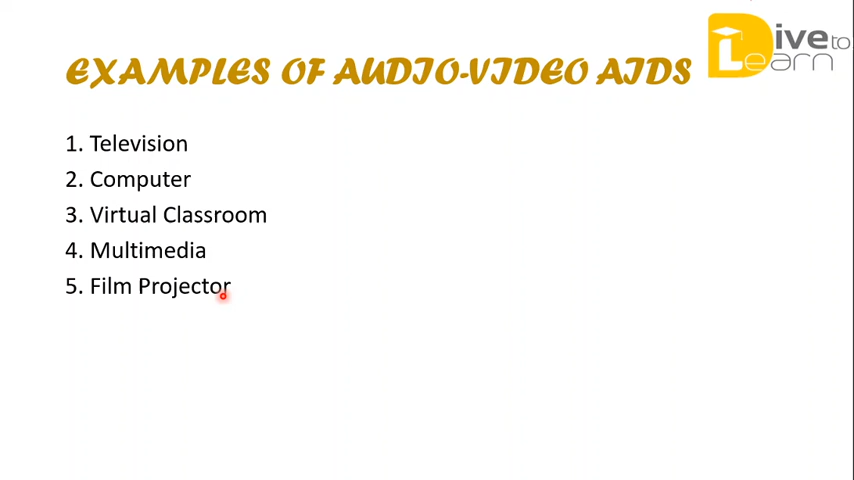 Dive to
Learn
EXAMPLES OF AUDIO-VIDEO AIDS
1. Television
2. Computer
3. Virtual Classroom
4. Multimedia
5. Film Projector